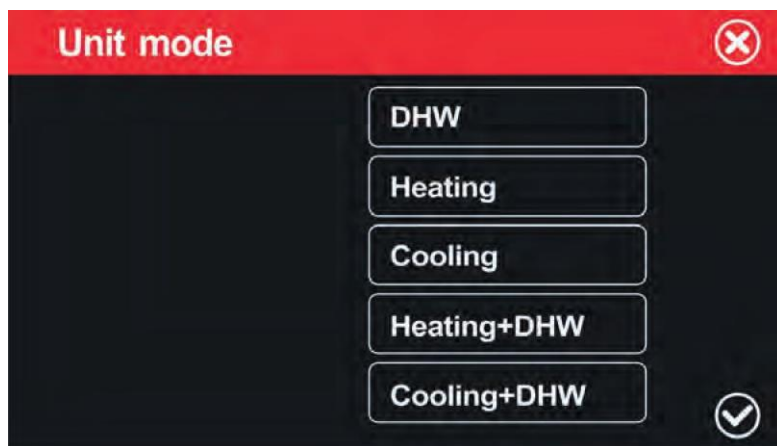 Unit mode
DHW
Heating
Cooling
Heating+DHW
Cooling+DHW